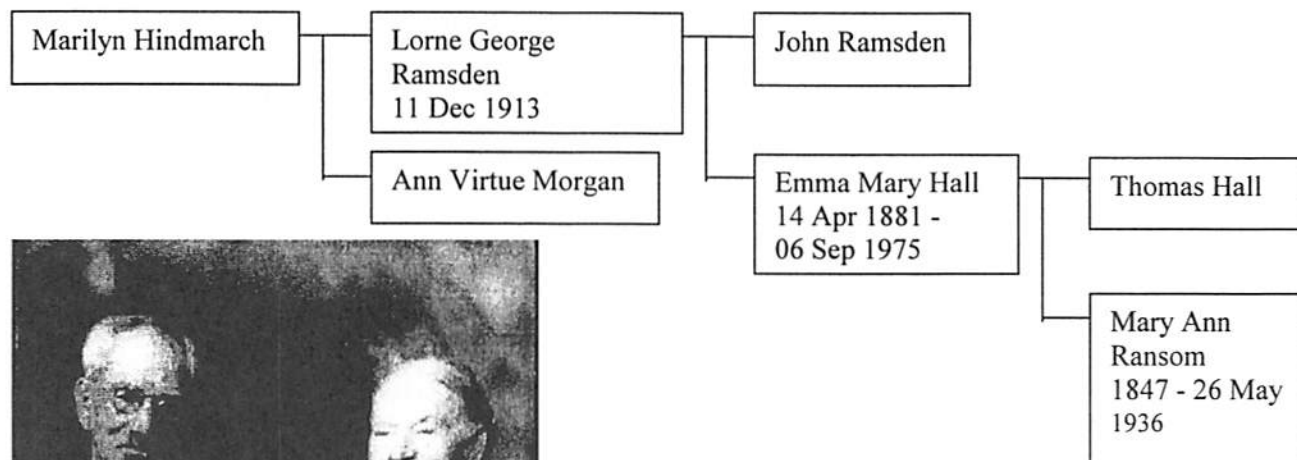 Marilyn Hindmarch
Lorne George
Ramsden
11 Dec 1913
Ann Virtue Morgan
John Ramsden
Emma Mary Hall
14 Apr 1881 -
06 Sep 1975
Thomas Hall
Mary Ann
Ransom
1847 - 26 May
1936